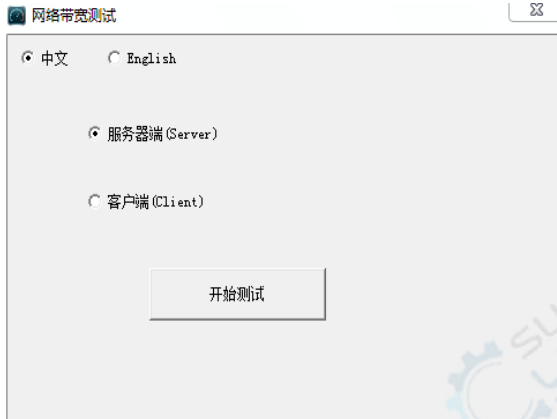 网络带宽测试
中文 English
服务器端(Server)
客户端(Client)
开始测试